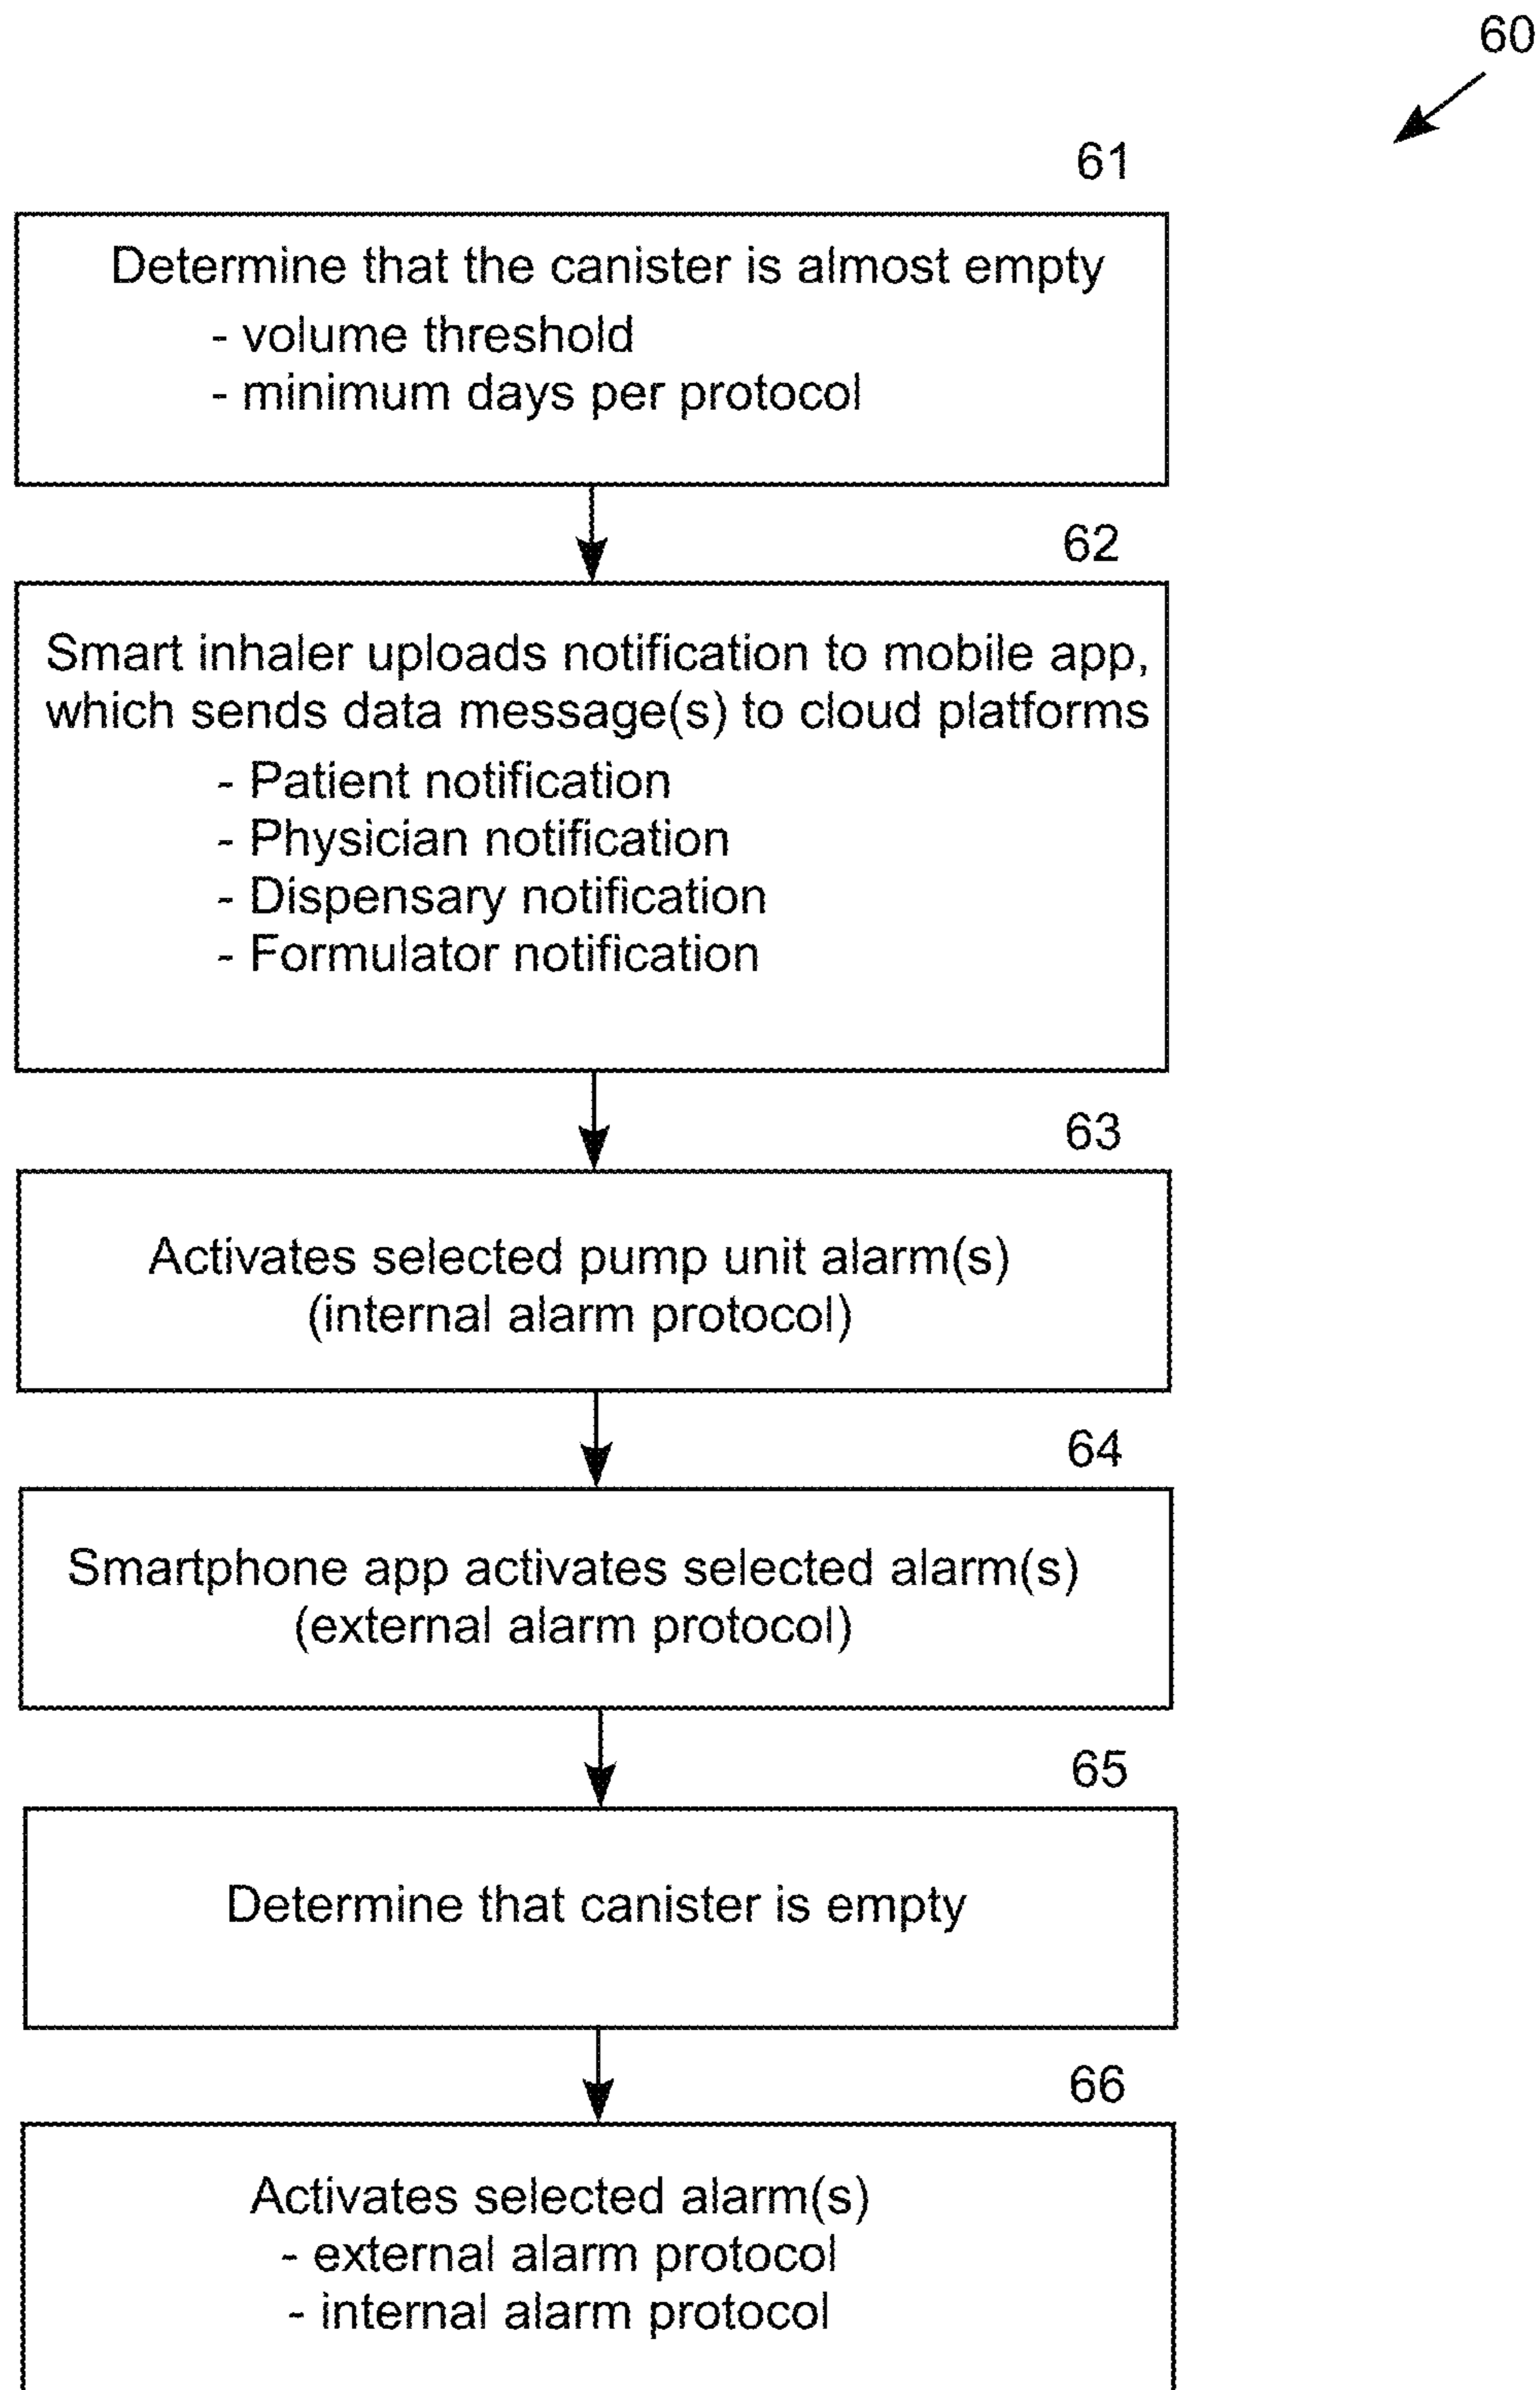 60
61
Determine that the canister is almost empty
- volume threshold
- minimum days per protocol
62
Smart inhaler uploads notification to mobile app,
which sends data message(s) to cloud platforms
- Patient notification
- Physician notification
- Dispensary notification
- Formulator notification
63
Activates selected pump unit alarm(s)
(internal alarm protocol)
64
Smartphone app activates selected alarm(s)
(external alarm protocol)
65
Determine that canister is empty
66
Activates selected alarm(s)
- external alarm protocol
- internal alarm protocol